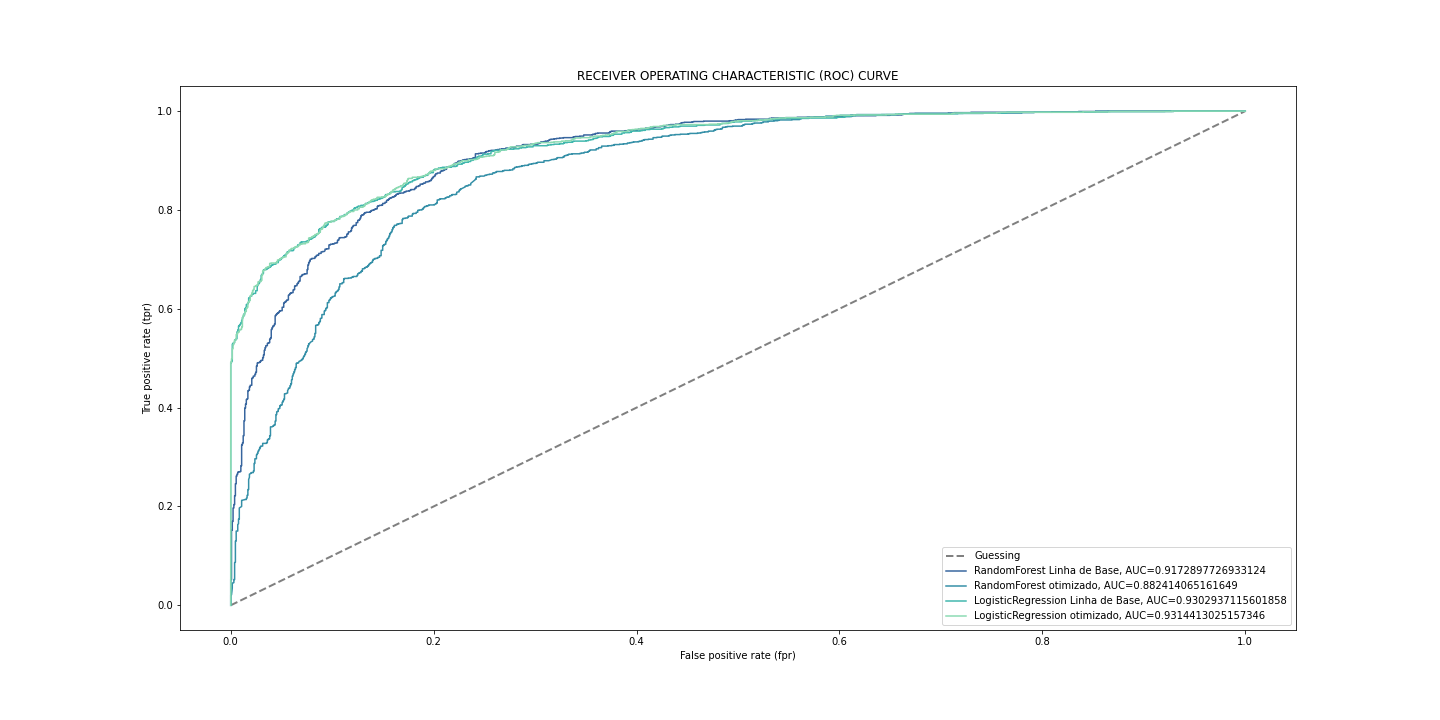 RECEIVER OPERATING CHARACTERISTIC (ROC) CURVE
1.0
0.8
0.6
0.4
0.2
0.0
True positive rate (tpr)
Guessing
RandomForest Linha de Base, AUC=0.9172897726933124
RandomForest otimizado, AUC=0.882414065161649
LogisticRegression Linha de Base, AUC=0.9302937115601858
LogisticRegression otimizado, AUC=0.9314413025157346
0.0 0.2 0.4 0.6 0.8 1.0
False positive rate (fpr)